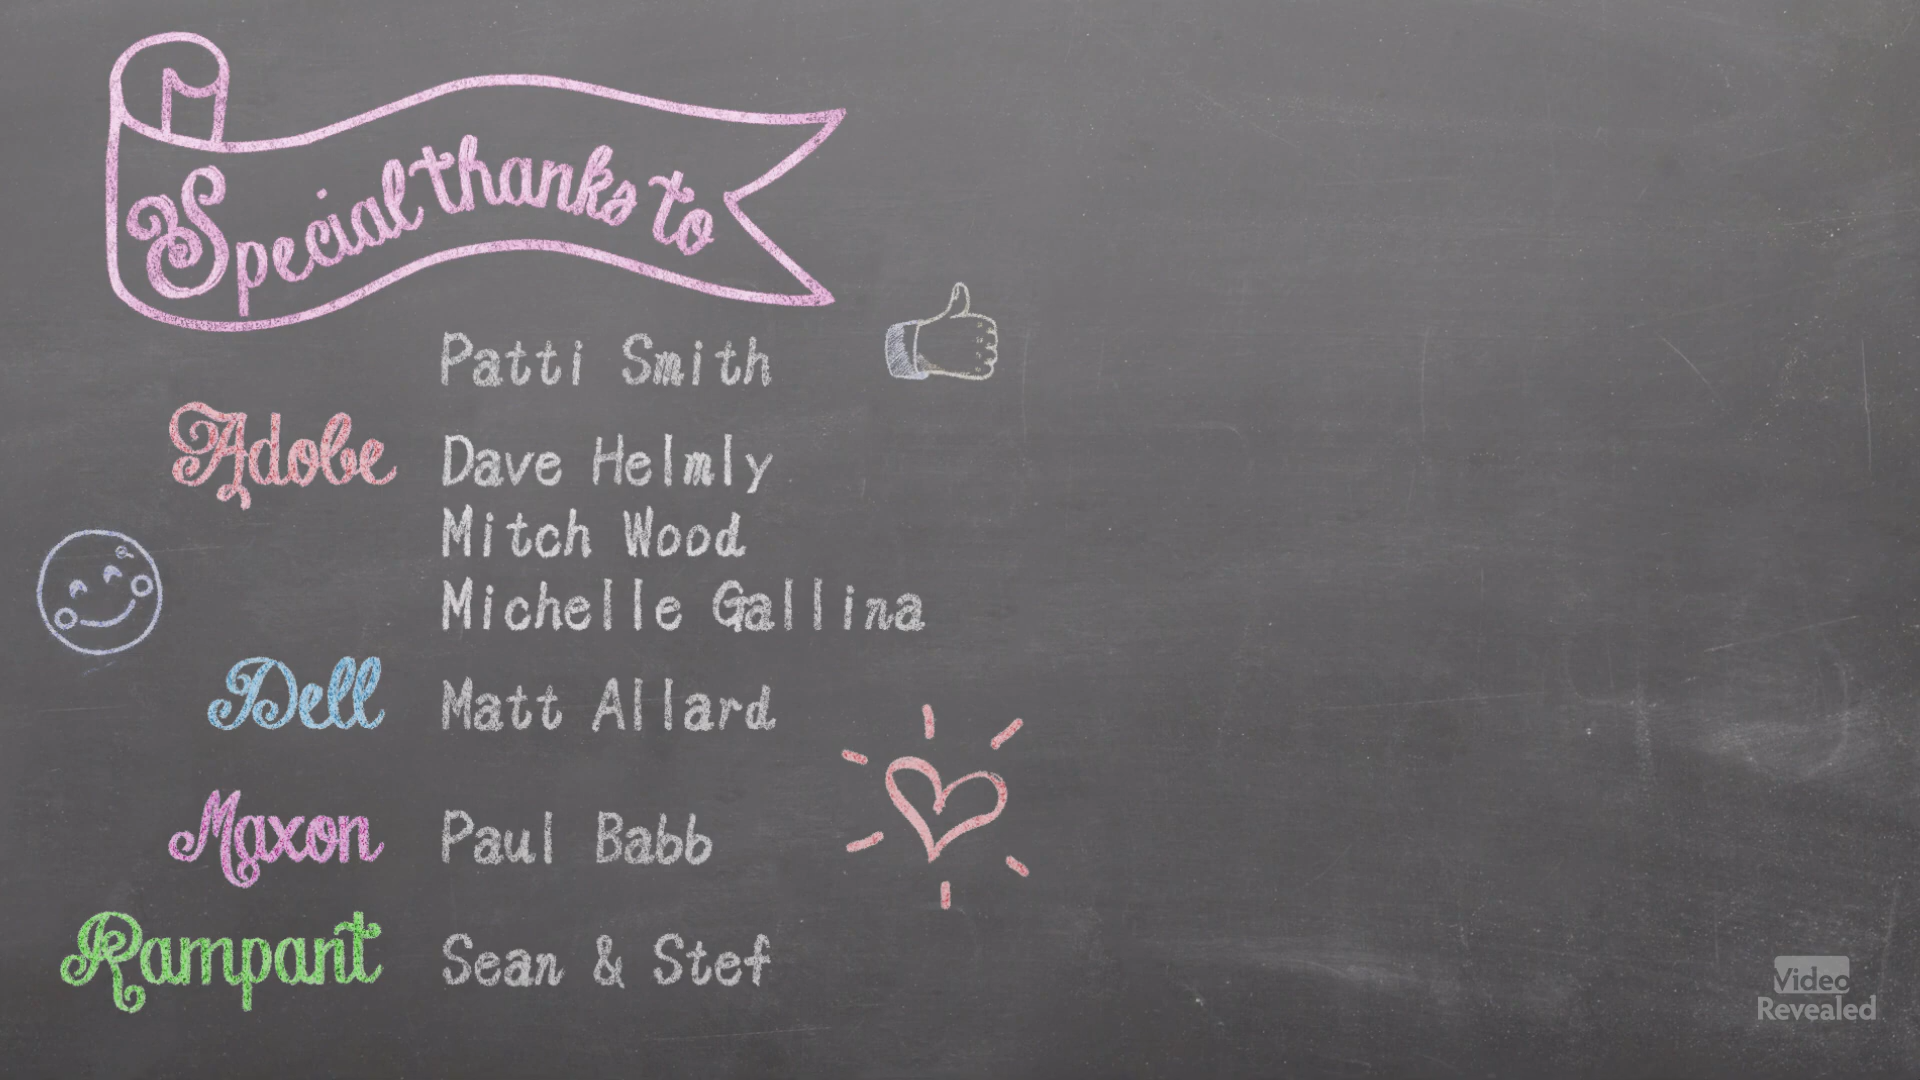 Special thanks to
Patti Smith
Adobe Dave Helmly
Mitch Wood
Michelle Gallina
Dell Matt Allard
Maxon Paul Babb
Rampant Sean & Stef
Video
Revealed